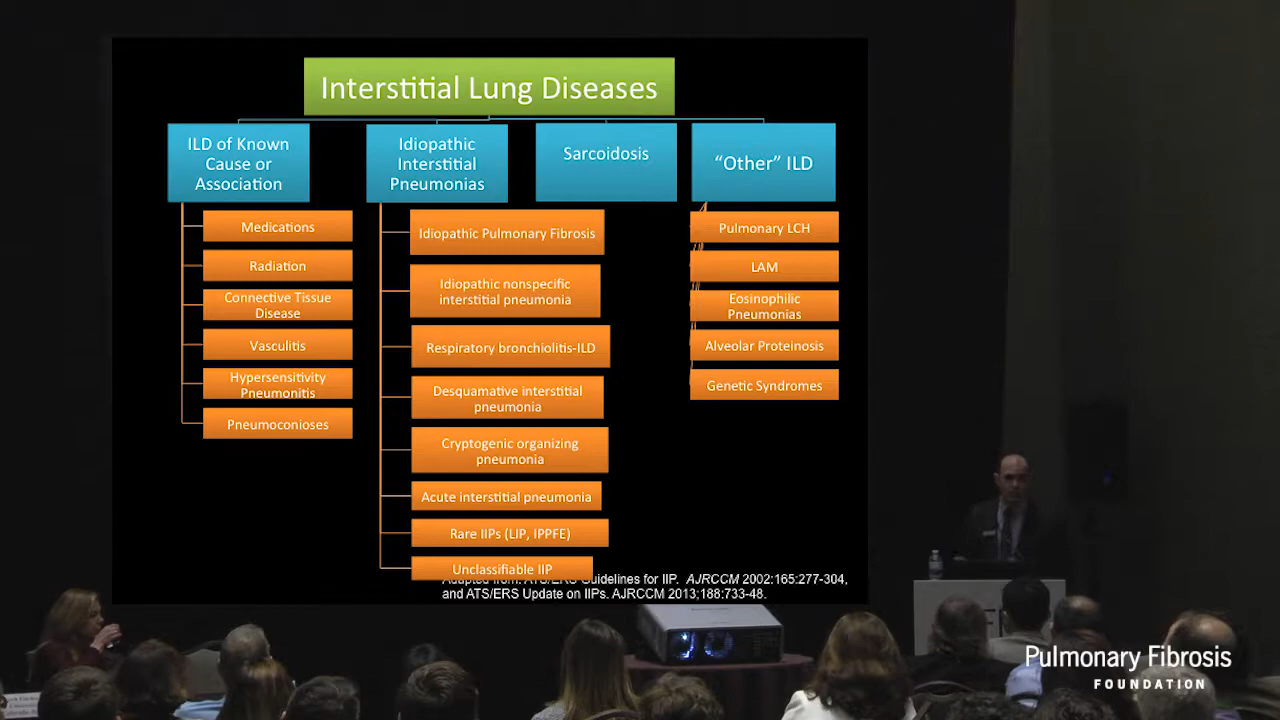 Interstitial Lung Diseases
ILD of Known
Cause or
Association
Medications
Radiation
Connective Tissue
Disease
Vasculitis
Hypersensitivity
Pneumonitis
Pneumoconioses
Idiopathic
Interstitial
Pneumonias
Idiopathic Pulmonary Fibrosis
Idiopathic nonspecific
interstitial pneumonia
Respiratory bronchiolitis-ILD
Desquamative interstitial
pneumonia
Cryptogenic organizing
pneumonia
Acute interstitial pneumonia
Rare IIPs (LIP, IPPFE)
Unclassifiable IIP
Sarcoidosis
“Other” ILD
Pulmonary LCH
LAM
Eosinophilic
Pneumonias
Alveolar Proteinosis
Genetic Syndromes
Adapted from: ATS/ERS Guidelines for IIP. AJRCCM 2002:165:277-304,
and ATS/ERS Update on IIPs. AJRCCM 2013;188:733-48.
Pulmonary Fibrosis
FOUNDATION